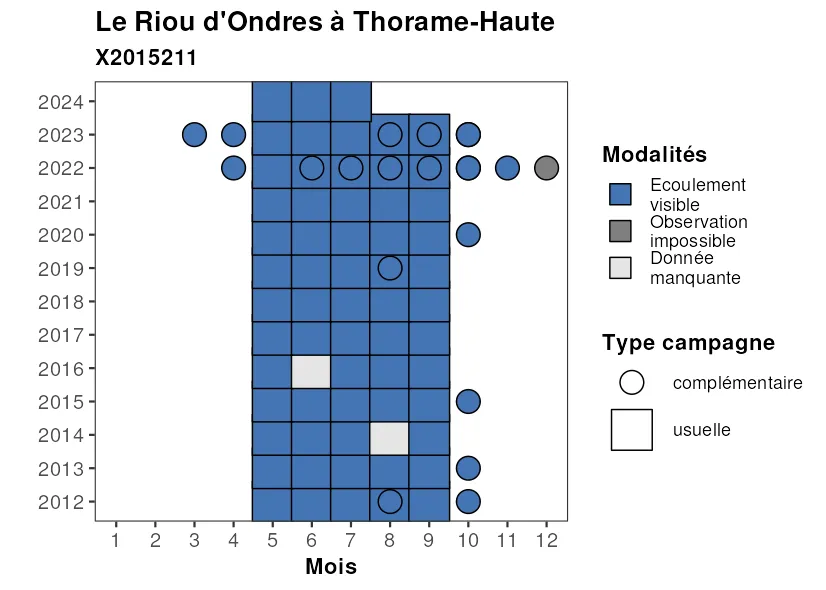 Le Riou d'Ondres à Thorame-Haute
X2015211
2024
2023
2022
2021
2020
2019
2018
2017
2016
2015
2014
2013
2012
1 2 3 4 5 6 7 8 9 10 11 12
Mois
Modalités
Ecoulement
visible
Observation
impossible
Donnée
manquante
Type campagne
complémentaire
usuelle